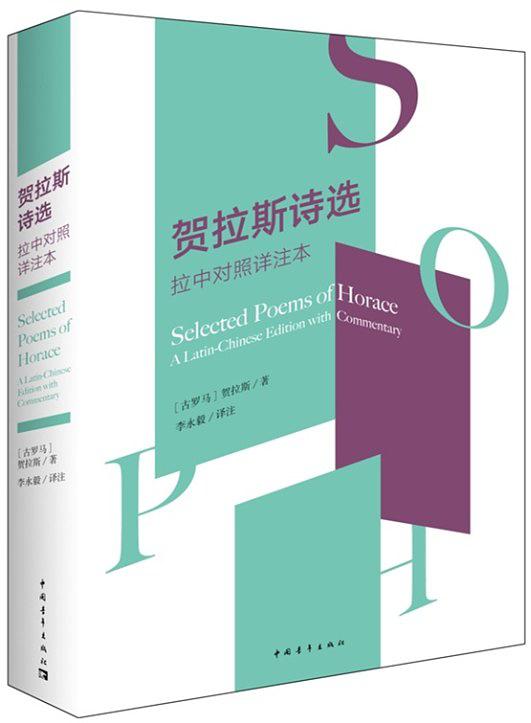 贺拉斯
诗选
拉中对照
详注本
Selected
Poems of
Horace
A Latin-Chinese
Edition with
Commentary
[古罗马]
贺拉斯/著
李永毅/译注
中国青年出版社
S
O
贺拉斯诗选
拉中对照详注本
Selected Poems of Horace
A Latin-Chinese Edition with Commentary
[古罗马] 贺拉斯/著
李永毅/译注
P
H
中国青年出版社